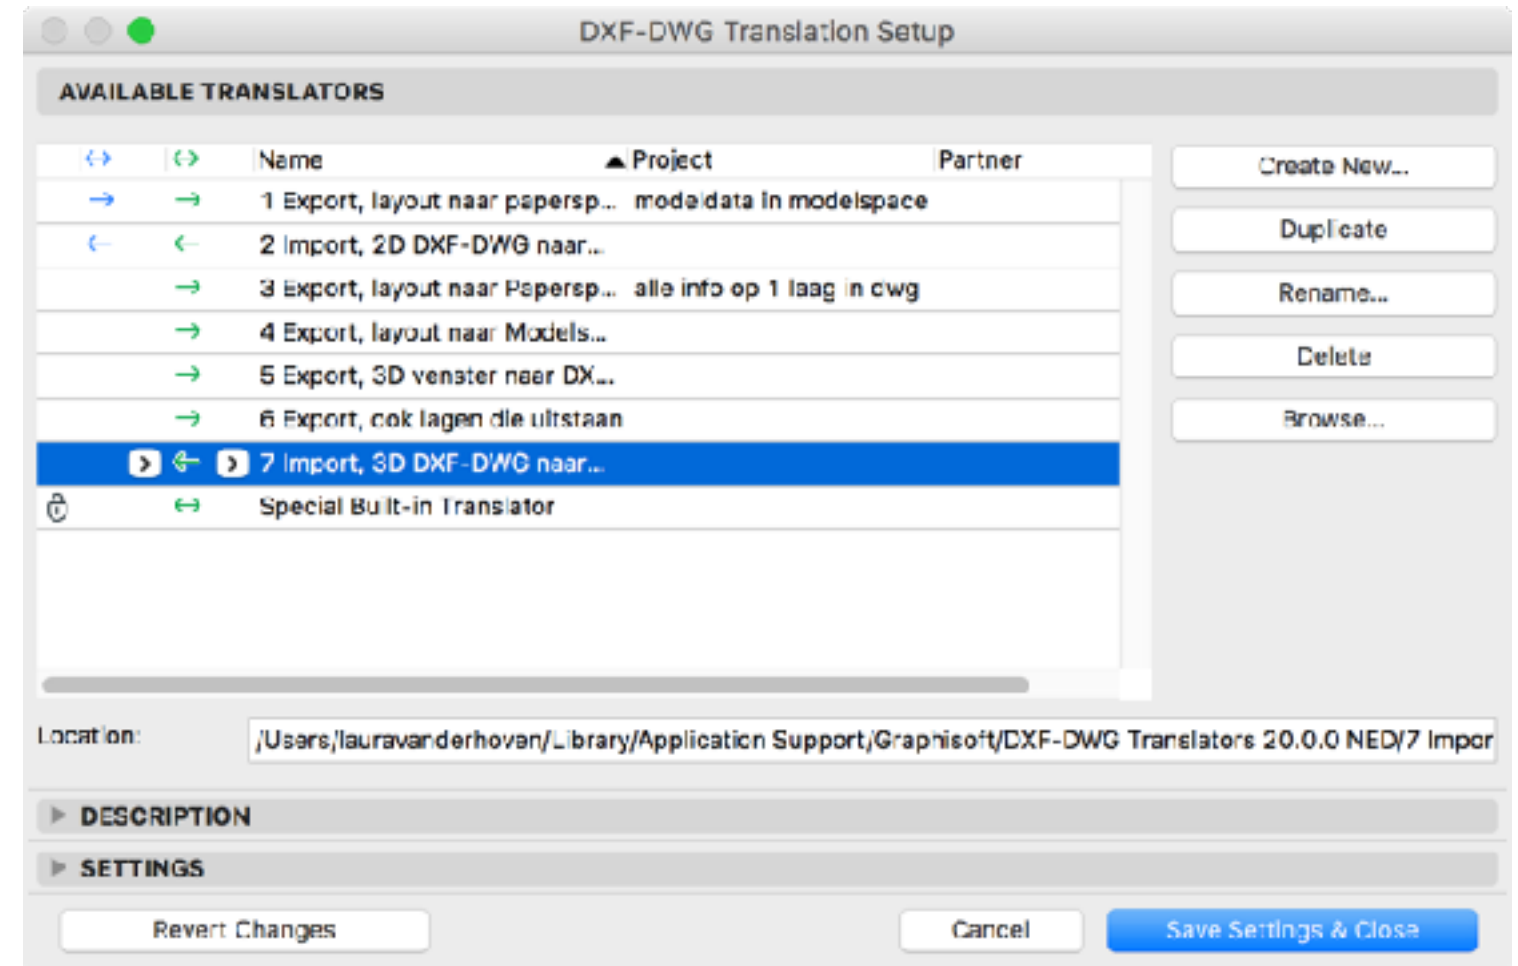 DXF-DWG Translation Setup
AVAILABLE TRANSLATORS
Name Project Partner
1 Export, layout naar papersp... modeldata in modelspace
2 Import, 2D DXF-DWG naar...
3 Export, layout naar Papersp... alle info op 1 laag in dwg
4 Export, layout naar Models...
5 Export, 3D venster naar DX...
6 Export, ook lagen die uitstaan
7 Import, 3D DXF-DWG naar...
Special Built-in Translator
Create New...
Duplicate
Rename...
Delete
Browse...
Location: /Users/lauravanderhoven/Library/Application Support/Graphisoft/DXF-DWG Translators 20.0.0 NED/7 Impor
DESCRIPTION
SETTINGS
Revert Changes Cancel Save Settings & Close